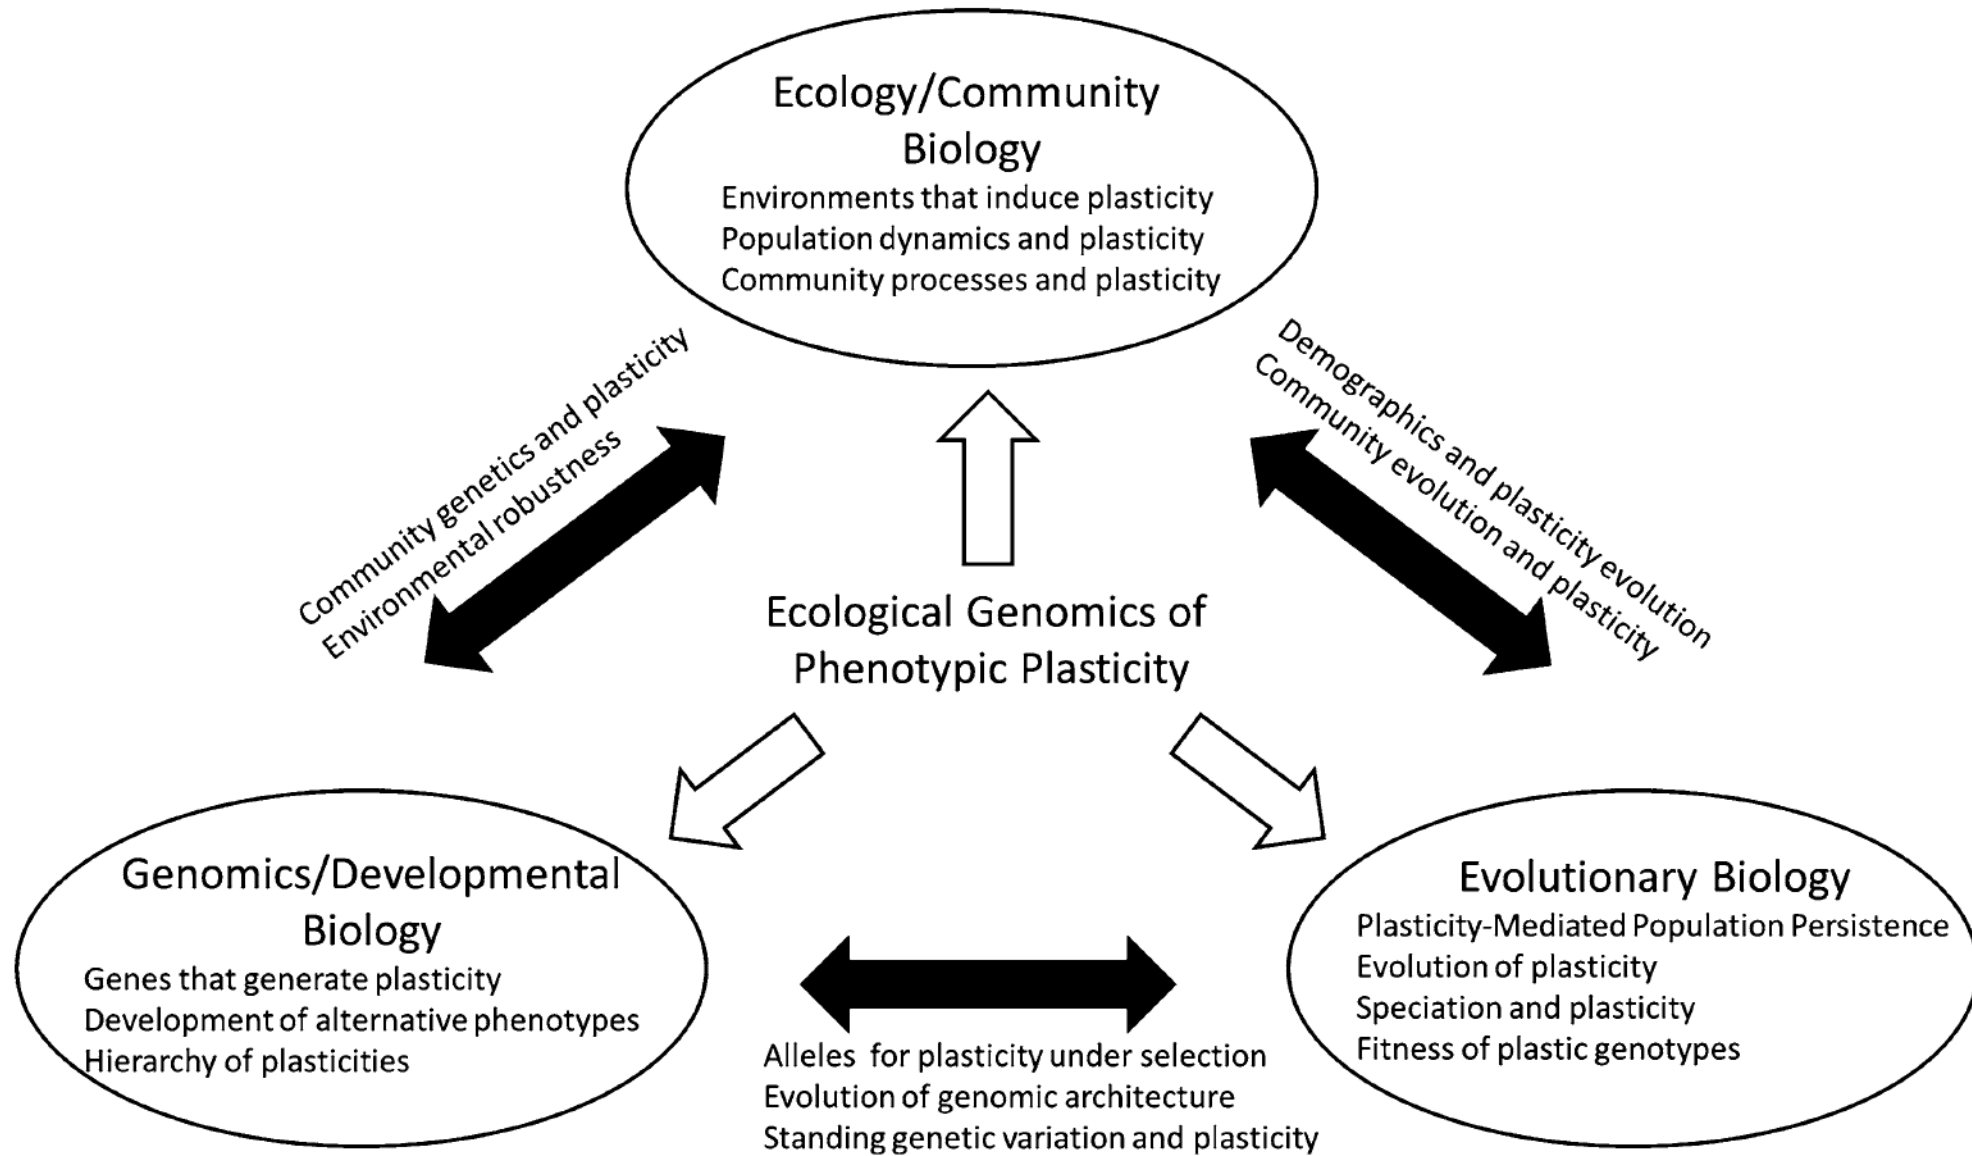 Ecology/Community
Biology
Environments that induce plasticity
Population dynamics and plasticity
Community processes and plasticity
Community genetics and plasticity
Environmental robustness
Demographics and plasticity evolution
Community evolution and plasticity
Ecological Genomics of
Phenotypic Plasticity
Genomics/Developmental
Biology
Genes that generate plasticity
Development of alternative phenotypes
Hierarchy of plasticities
Evolutionary Biology
Plasticity-Mediated Population Persistence
Evolution of plasticity
Speciation and plasticity
Fitness of plastic genotypes
Alleles for plasticity under selection
Evolution of genomic architecture
Standing genetic variation and plasticity